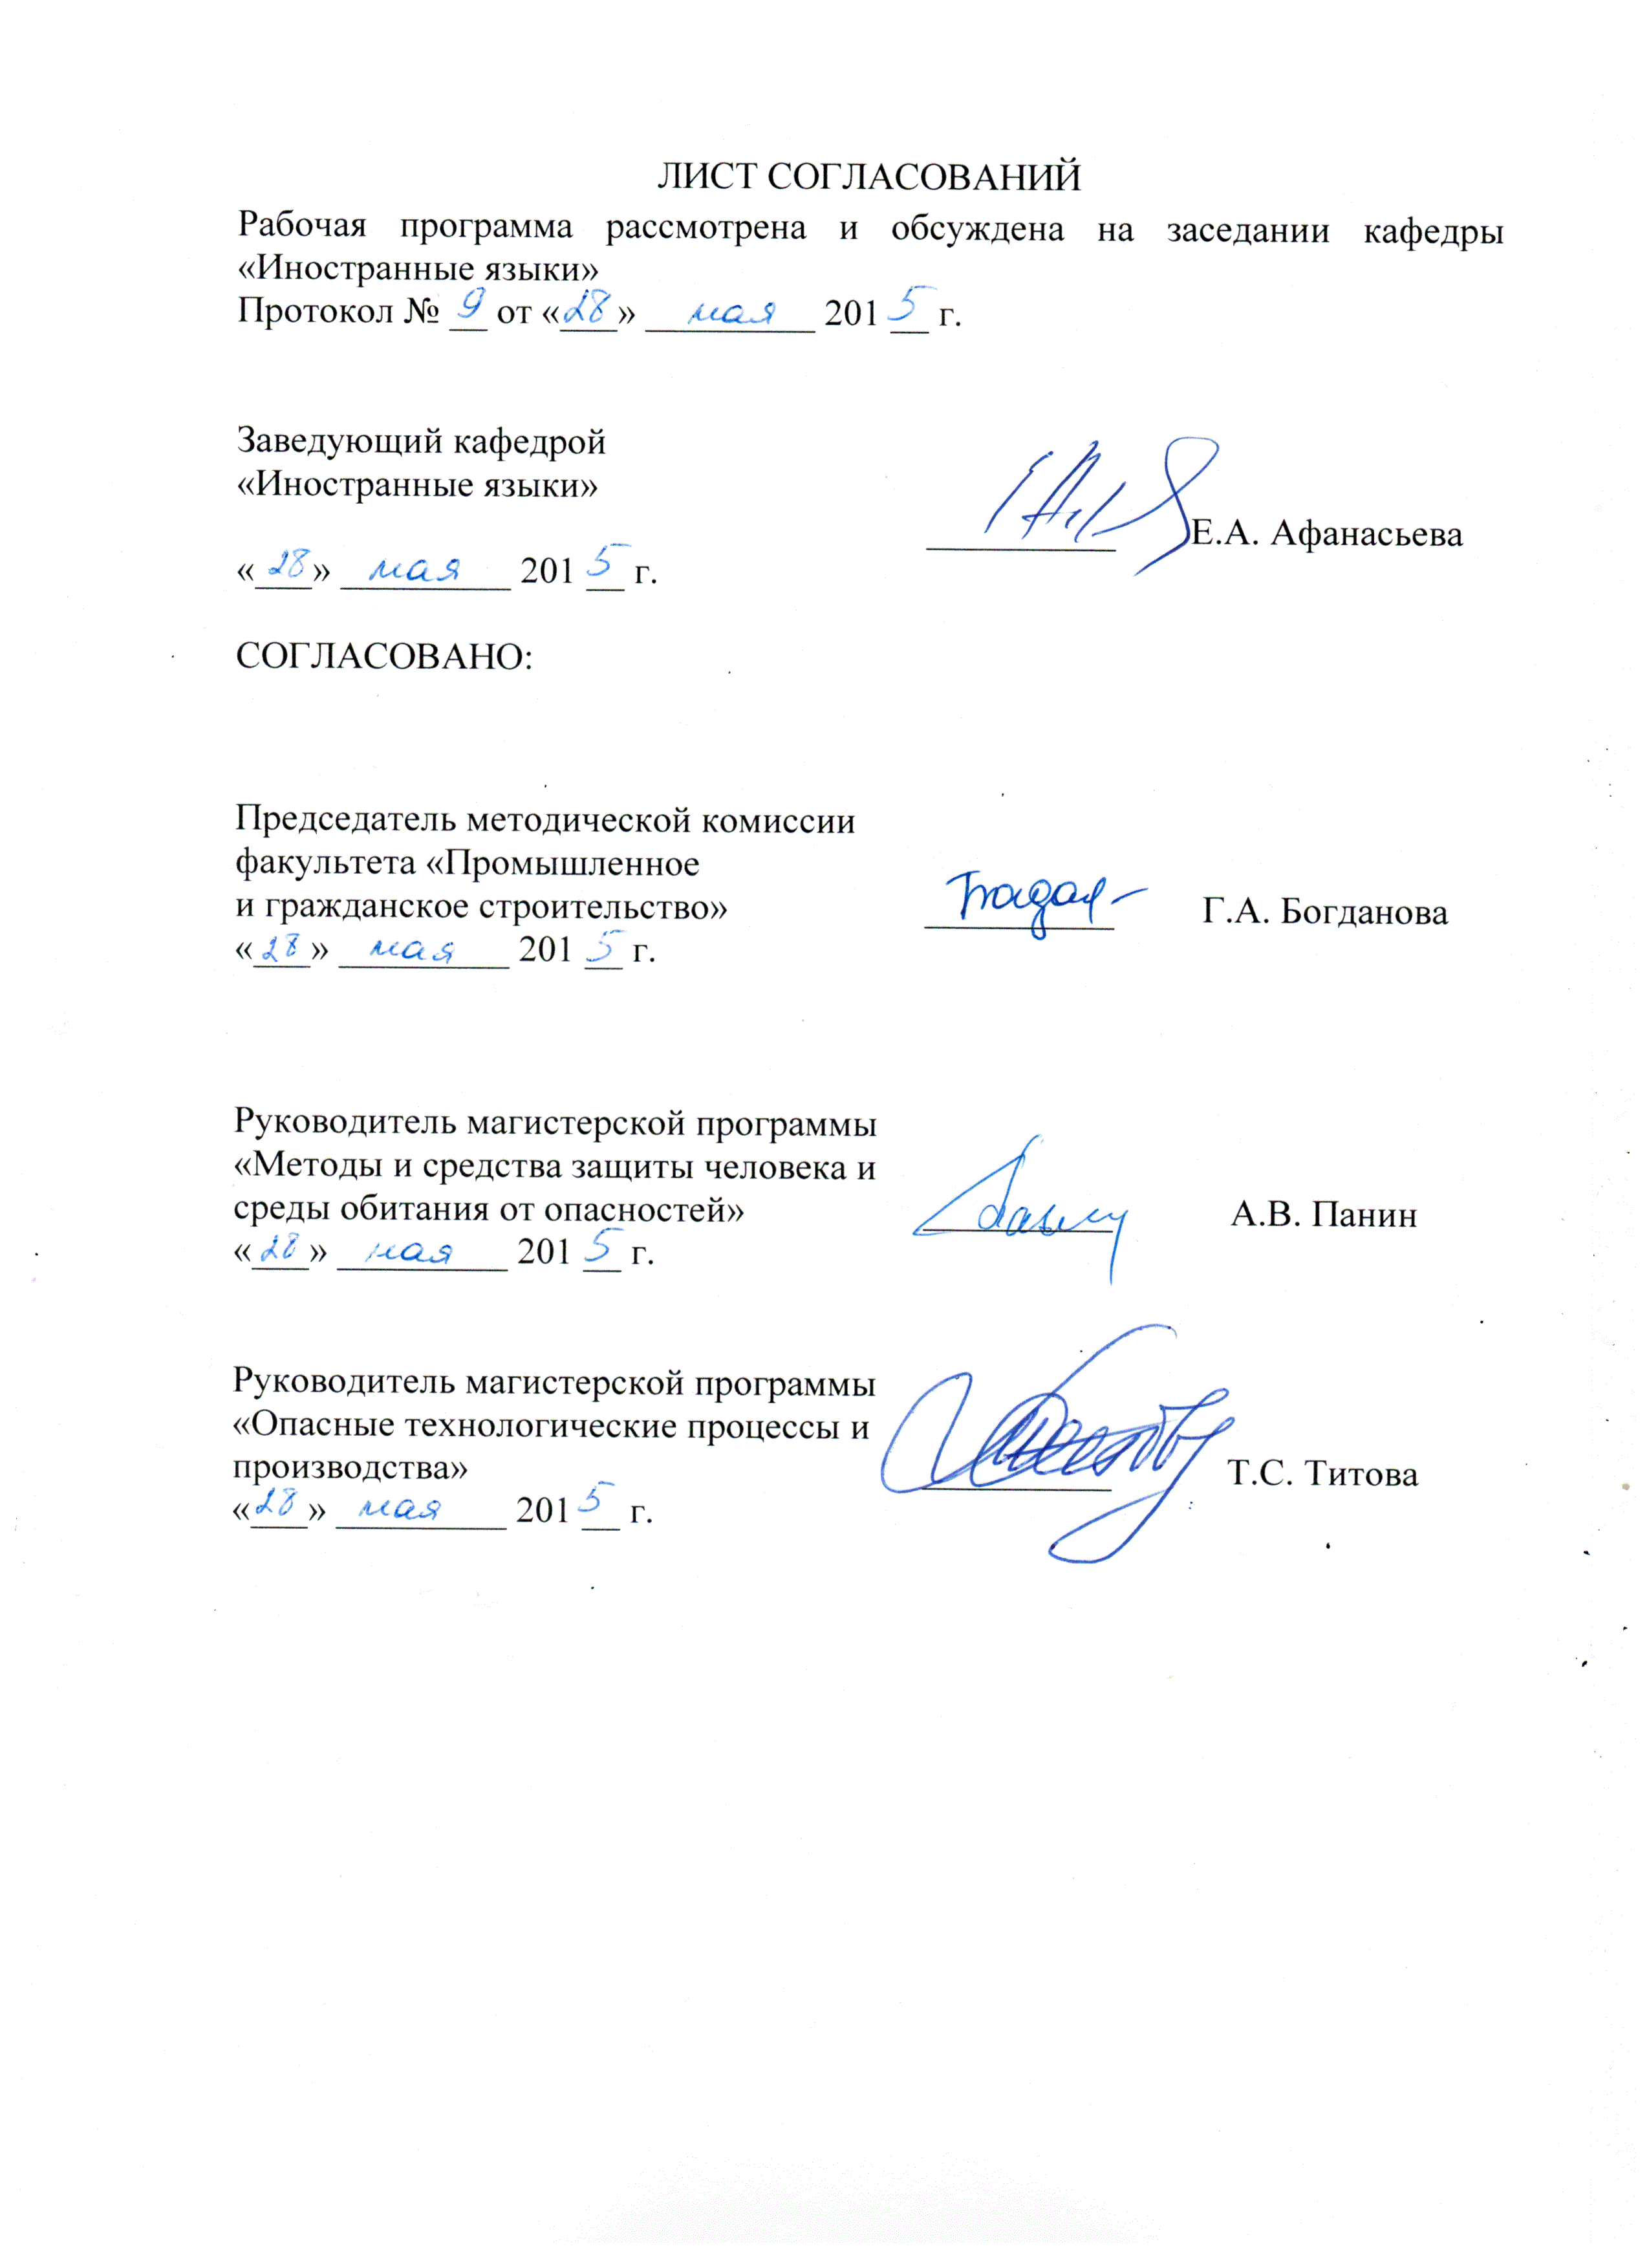 ЛИСТ СОГЛАСОВАНИЙ
Рабочая программа рассмотрена и обсуждена на заседании кафедры
«Иностранные языки»
Протокол № 9 от «28» мая 2015 г.
Заведующий кафедрой
«Иностранные языки»
Е.А. Афанасьева
«28» мая 2015 г.
СОГЛАСОВАНО:
Председатель методической комиссии
факультета «Промышленное
и гражданское строительство» Г.А. Богданова
«28» мая 2015 г.
Руководитель магистерской программы
«Методы и средства защиты человека и
среды обитания от опасностей» А.В. Панин
«28» мая 2015 г.
Руководитель магистерской программы
«Опасные технологические процессы и
производства» Т.С. Титова
«28» мая 2015 г.